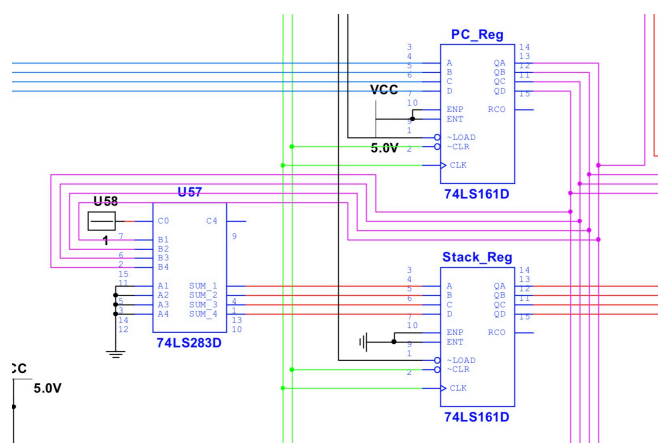 PC_Reg
3
4
5
6
7
10
9
1
2
A
B
C
D
ENP
ENT
~LOAD
~CLR
CLK
QA
QB
QC
QD
RCO
14
13
12
11
15
74LS161D
VCC
5.0V
U58
1
U57
C0
C4
B1
B2
B3
B4
A1
A2
A3
A4
SUM_1
SUM_2
SUM_3
SUM_4
7
6
2
15
11
5
3
14
12
9
4
1
13
10
74LS283D
Stack_Reg
3
4
5
6
7
10
9
1
2
A
B
C
D
ENP
ENT
~LOAD
~CLR
CLK
QA
QB
QC
QD
RCO
14
13
12
11
15
74LS161D
CC
5.0V